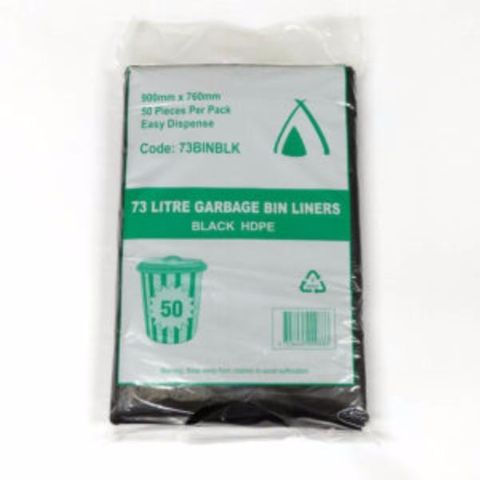 900mm x 760mm
50 Pieces Per Pack
Easy Dispense
Code: 73BINBLK
73 LITRE GARBAGE BIN LINERS
BLACK HDPE
50